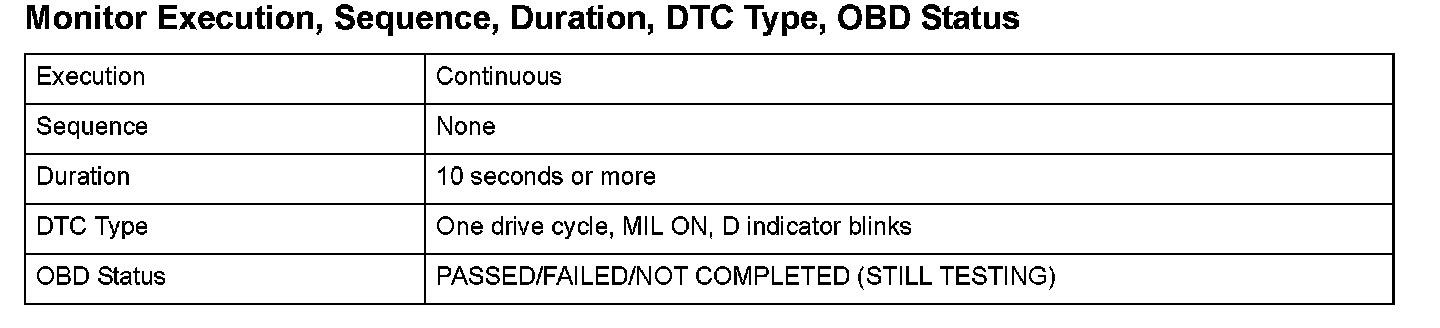 Monitor Execution, Sequence, Duration, DTC Type, OBD Status
Execution Continuous
Sequence None
Duration 10 seconds or more
DTC Type One drive cycle, MIL ON, D indicator blinks
OBD Status PASSED/FAILED/NOT COMPLETED (STILL TESTING)